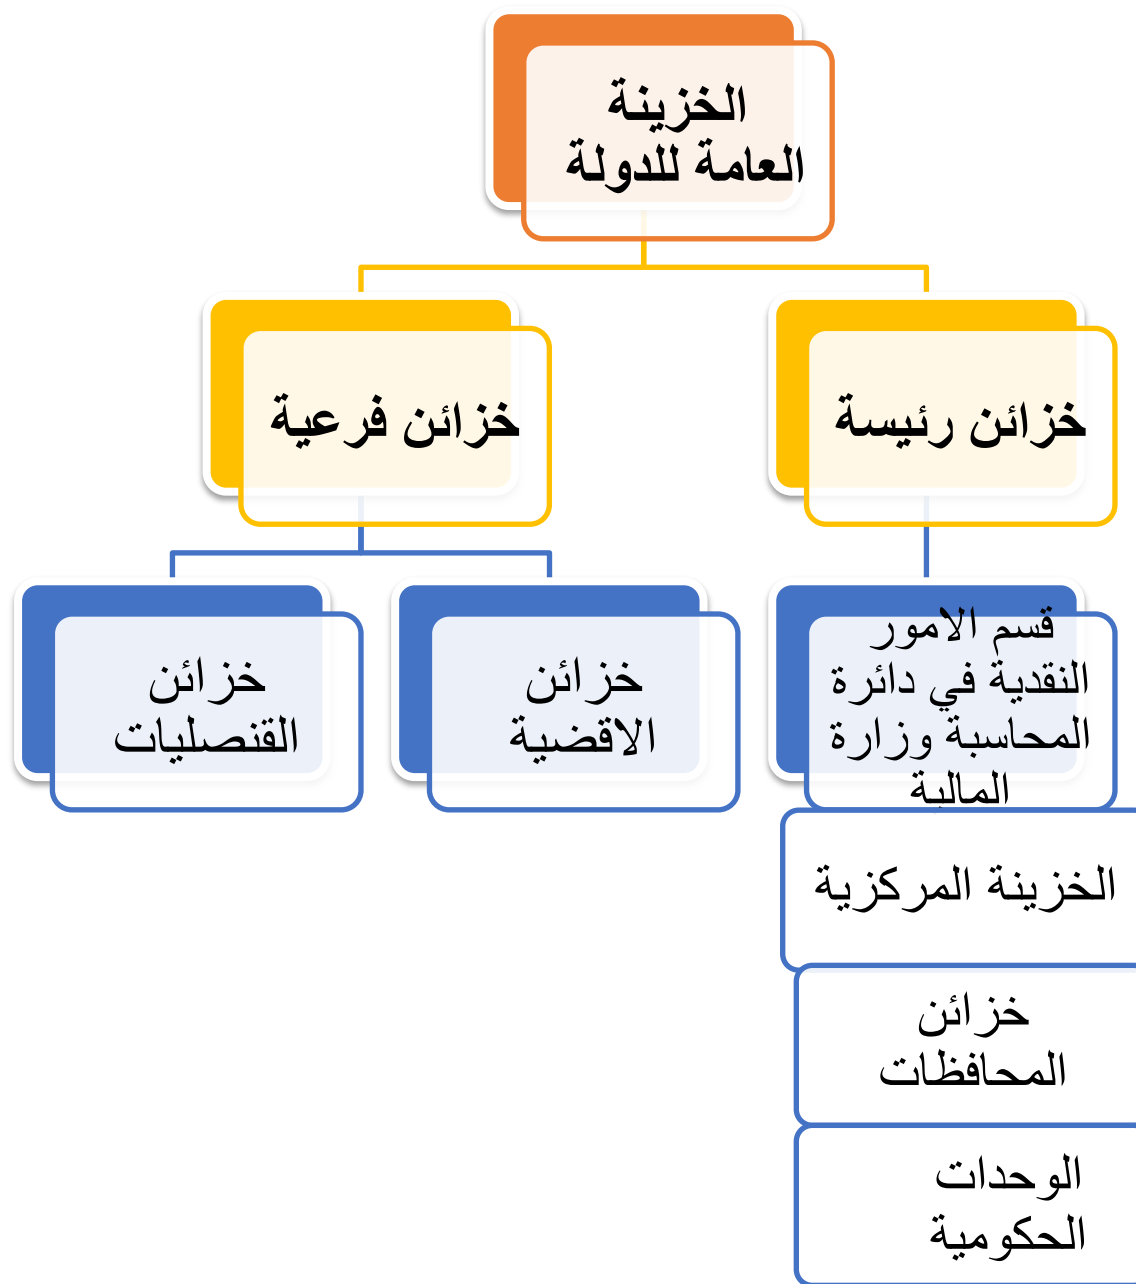 الخزينة
العامة للدولة
خزائن رئيسة
خزائن فرعية
قسم الامور
النقدية في دائرة
المحاسبة وزارة
المالية
خزائن
الاقضية
خزائن
القنصليات
الخزينة المركزية
خزائن
المحافظات
الوحدات
الحكومية